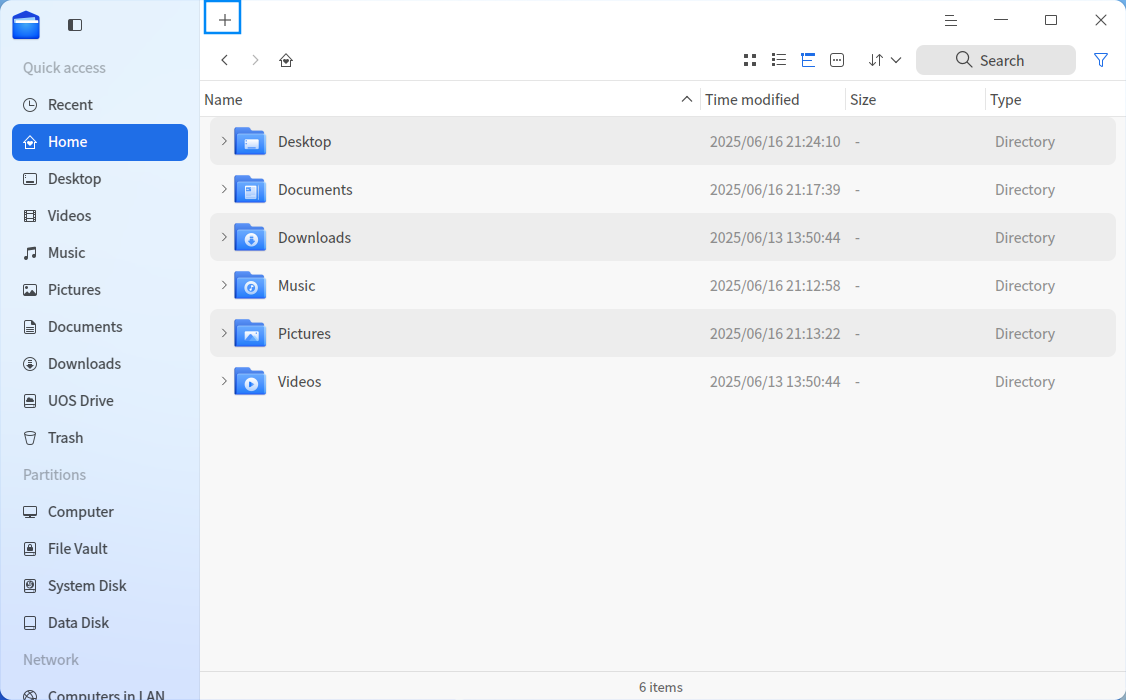 Quick access
Recent
Home
Desktop
Videos
Music
Pictures
Documents
Downloads
UOS Drive
Trash
Partitions
Computer
File Vault
System Disk
Data Disk
Network
Computers in LAN
Search
Name Time modified Size Type
Desktop 2025/06/16 21:24:10 - Directory
Documents 2025/06/16 21:17:39 - Directory
Downloads 2025/06/13 13:50:44 - Directory
Music 2025/06/16 21:12:58 - Directory
Pictures 2025/06/16 21:13:22 - Directory
Videos 2025/06/13 13:50:44 - Directory
6 items